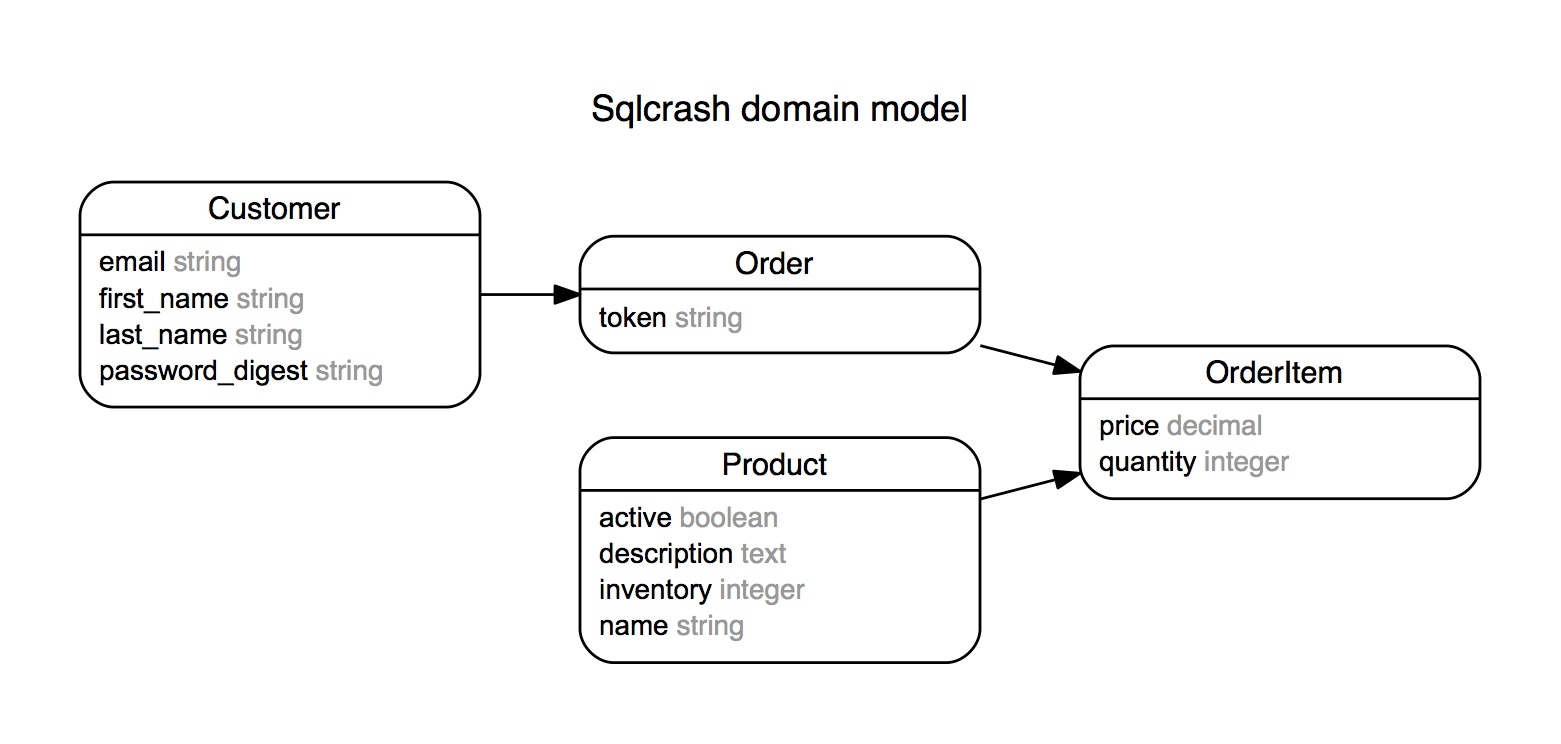 Sqlcrash domain model
Customer
email string
first_name string
last_name string
password_digest string
Order
token string
Product
active boolean
description text
inventory integer
name string
OrderItem
price decimal
quantity integer